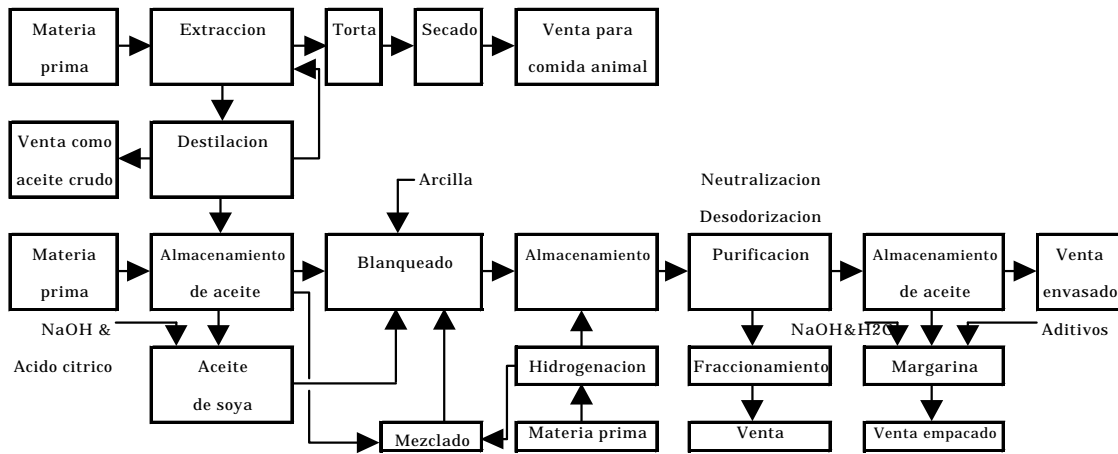 Materia
prima
Extraccion
Torta
Secado
Venta para
comida animal
Venta como
aceite crudo
Destilacion
Arcilla
Neutralizacion
Desodorizacion
Materia
prima
Almacenamiento
de aceite
Blanqueado
Almacenamiento
Purificacion
Almacenamiento
de aceite
Venta
envasado
NaOH &
Acido citrico
Aceite
de soya
Hidrogenacion
Fraccionamiento
NaOH&H2O
Margarina
Aditivos
Mezclado
Materia prima
Venta
Venta empacado